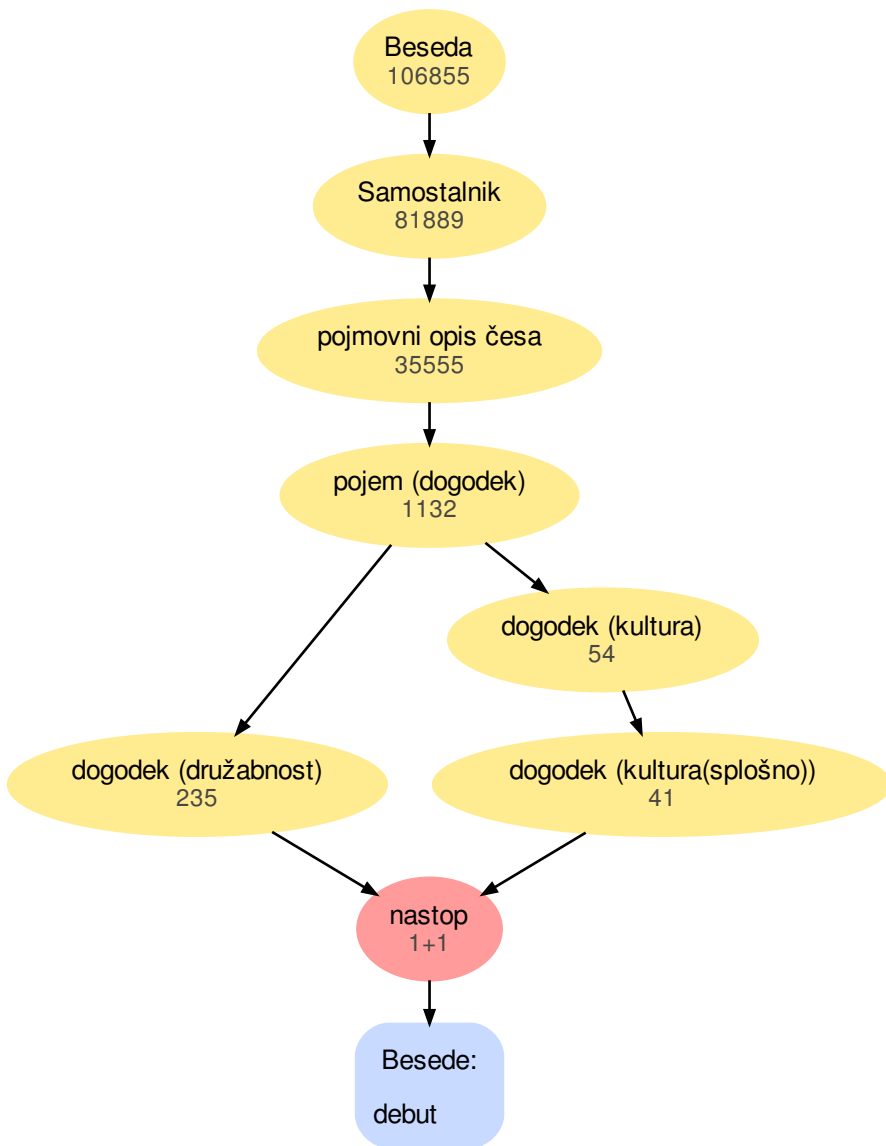 Beseda
106855
Samostalnik
81889
pojmovni opis česa
35555
pojem (dogodek)
1132
dogodek (kultura)
54
dogodek (družabnost)
235
dogodek (kultura(splošno))
41
nastop
1+1
Besede:
debut